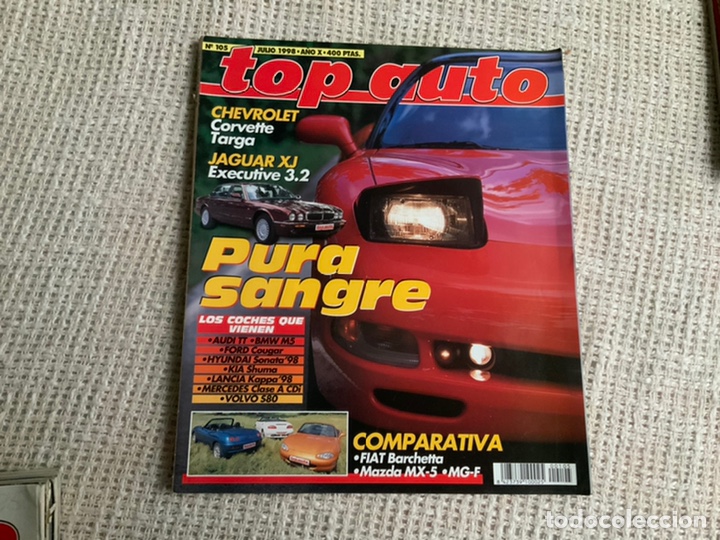 Nº 105
JULIO 1998 • AÑO X • 400 PTAS.
top auto
CHEVROLET
Corvette
Targa
JAGUAR XJ
Executive 3.2
Pura
sangre
LOS COCHES QUE
VIENEN
•AUDI TT •BMW M5
•FORD Cougar
•HYUNDAI Sonata'98
•KIA Shuma
•LANCIA Kappa'98
•MERCEDES Clase A CDi
•VOLVO S80
COMPARATIVA
•FIAT Barchetta
•Mazda MX-5 •MG-F
00105
todocoleccion.net